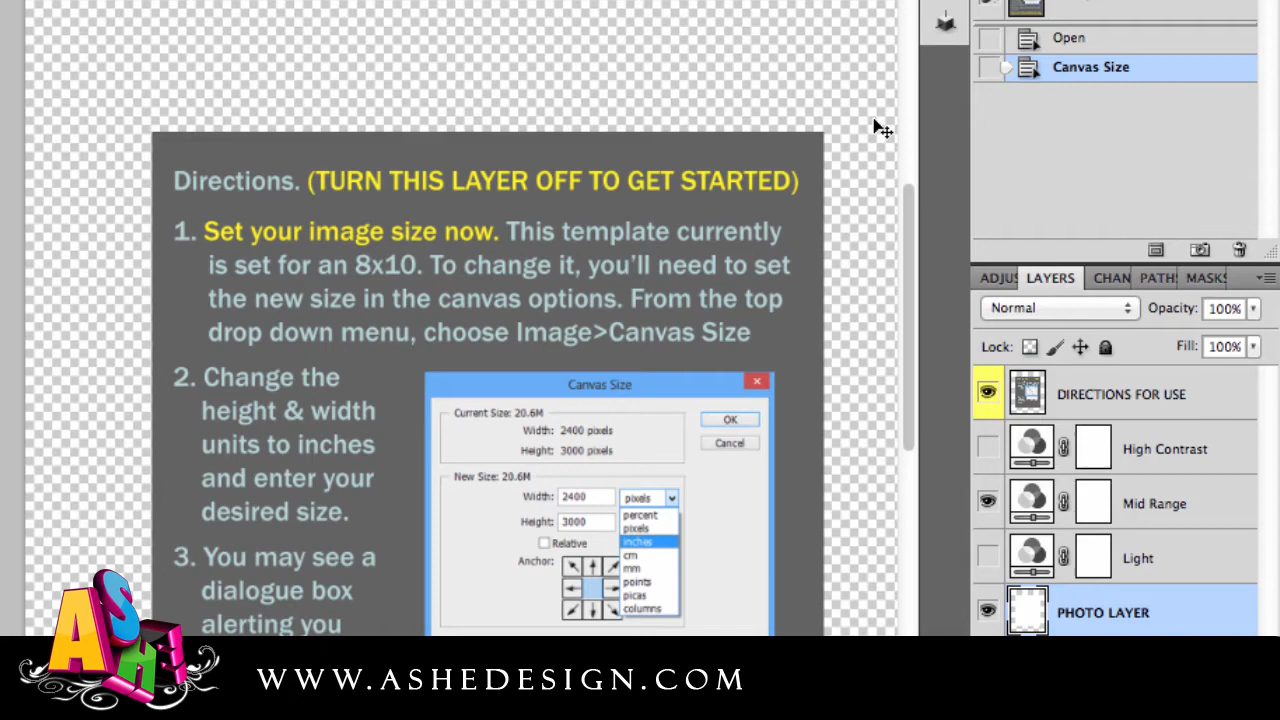 Open
Canvas Size
Directions. (TURN THIS LAYER OFF TO GET STARTED)
1. Set your image size now. This template currently
is set for an 8x10. To change it, you'll need to set
the new size in the canvas options. From the top
drop down menu, choose Image>Canvas Size
2. Change the
height & width
units to inches
and enter your
desired size.
3. You may see a
dialogue box
alerting you
Canvas Size
Current Size: 20.6M
Width: 2400 pixels
Height: 3000 pixels
OK
Cancel
New Size: 20.6M
Width: 2400 pixels
Height: 3000
percent
pixels
inches
cm
mm
points
picas
columns
Relative
Anchor:
ADJUS LAYERS CHAN PATHS MASKS
Normal Opacity: 100%
Lock: Fill: 100%
DIRECTIONS FOR USE
High Contrast
Mid Range
Light
PHOTO LAYER
ASHE
WWW.ASHEDESIGN.COM